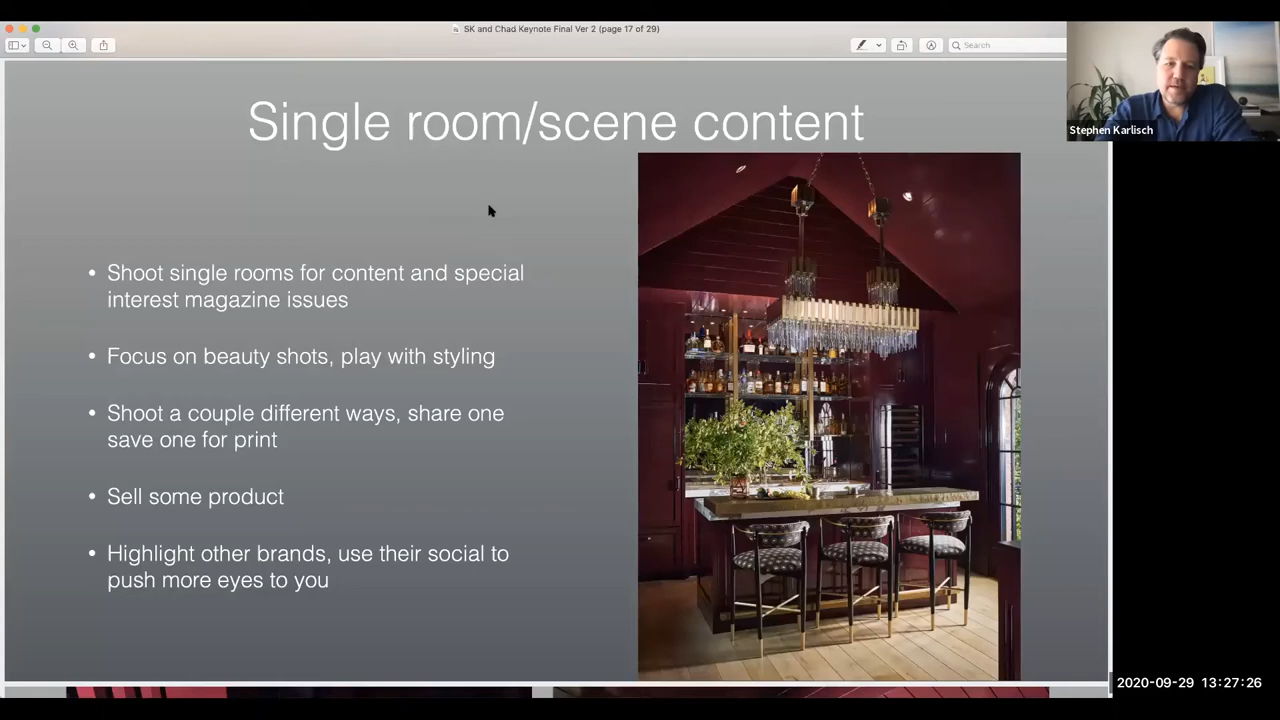 SK and Chad Keynote Final Ver 2 (page 17 of 29)
Search
Stephen Karlisch
Single room/scene content
• Shoot single rooms for content and special
interest magazine issues
• Focus on beauty shots, play with styling
• Shoot a couple different ways, share one
save one for print
• Sell some product
• Highlight other brands, use their social to
push more eyes to you
2020-09-29 13:27:26